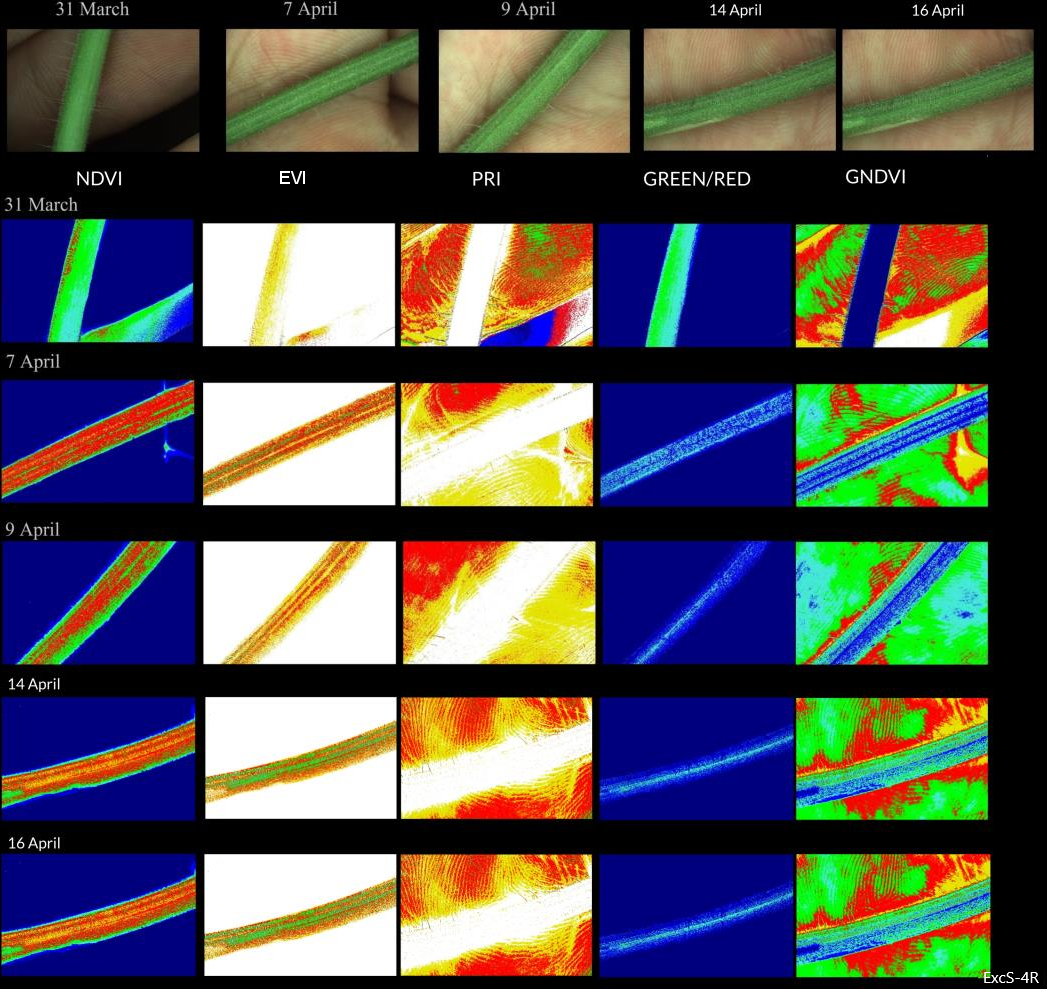 31 March 7 April 9 April 14 April 16 April
NDVI EVI PRI GREEN/RED GNDVI
31 March
7 April
9 April
14 April
16 April
ExcS-4R